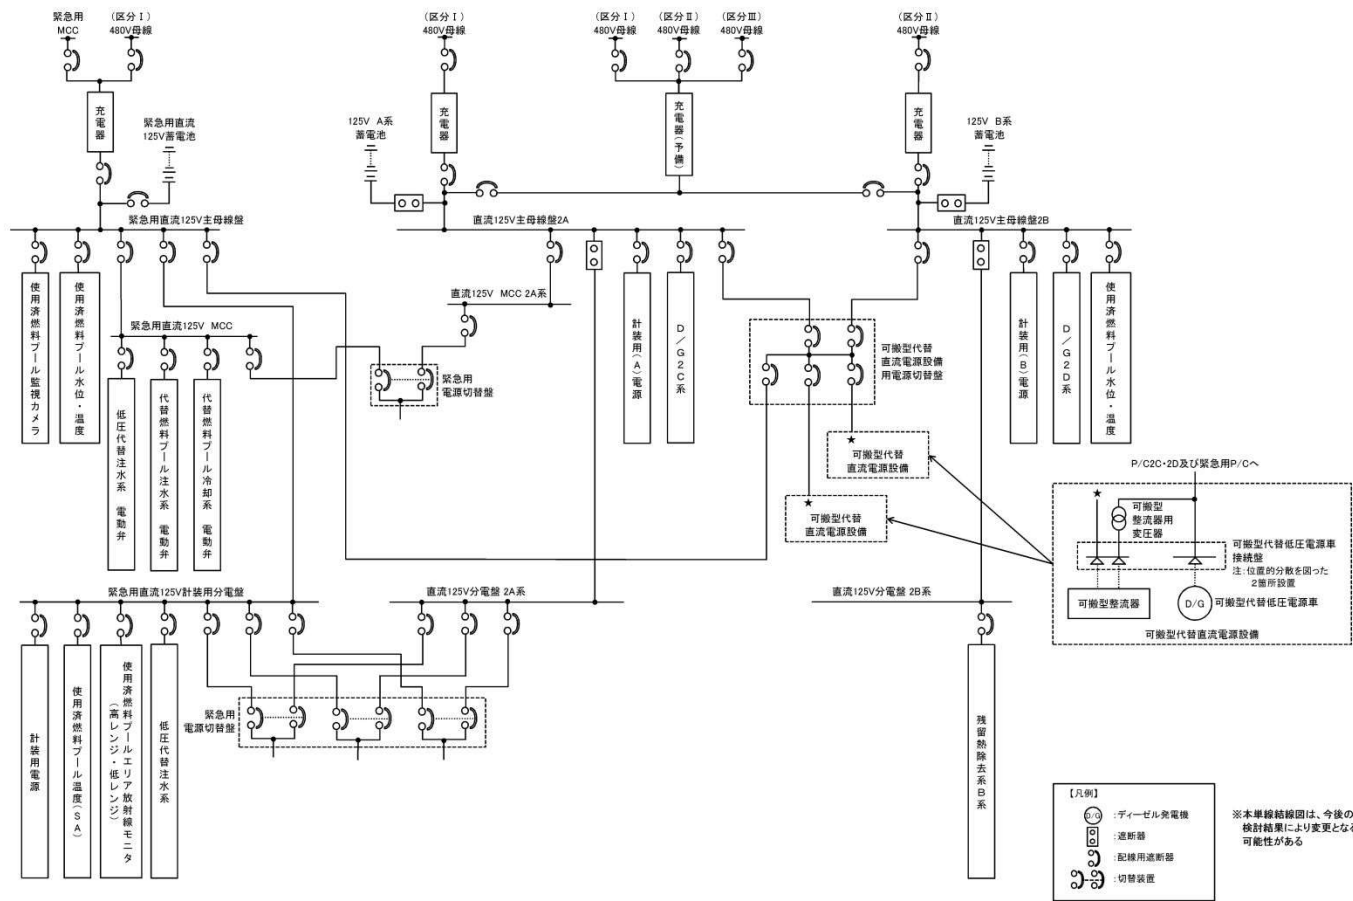 緊急用
MCC
(区分Ⅰ)
480V母線
(区分Ⅰ)
480V母線
(区分Ⅰ)
480V母線
(区分Ⅱ)
480V母線
(区分Ⅲ)
480V母線
(区分Ⅱ)
480V母線
充電器
緊急用直流
125V蓄電池
125V A系
蓄電池
充電器
充電器(予備)
充電器
125V B系
蓄電池
緊急用直流125V主母線盤
直流125V主母線盤2A
直流125V主母線盤2B
使用済燃料プール監視カメラ
使用済燃料プール水位・温度
緊急用直流125V MCC
低圧代替注水系 電動弁
代替燃料プール注水系 電動弁
代替燃料プール冷却系 電動弁
直流125V MCC 2A系
緊急用
電源切替盤
計装用(A)電源
D/G2C系
可搬型代替
直流電源設備
用電源切替盤
計装用(B)電源
D/G2D系
使用済燃料プール水位・温度
★
可搬型代替
直流電源設備
★
可搬型代替
直流電源設備
P/C2C・2D及び緊急用P/Cへ
★
可搬型
整流器用
変圧器
可搬型代替低圧電源車
接続盤
注:位置的分散を図った
2箇所設置
可搬型整流器
D/G
可搬型代替低圧電源車
可搬型代替直流電源設備
緊急用直流125V計装用分電盤
直流125V分電盤 2A系
直流125V分電盤 2B系
計装用電源
使用済燃料プール温度(SA)
使用済燃料プールエリア放射線モニタ
(高レンジ・低レンジ)
低圧代替注水系
緊急用
電源切替盤
残留熱除去系B系
【凡例】
D/G
:ディーゼル発電機
:遮断器
:配線用遮断器
:切替装置
※本単線結線図は、今後の
検討結果により変更となる
可能性がある